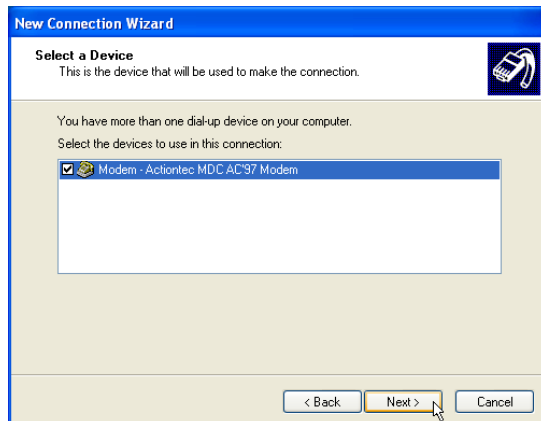 New Connection Wizard
Select a Device
This is the device that will be used to make the connection.
You have more than one dial-up device on your computer.
Select the devices to use in this connection:
Modem - Actiontec MDC AC'97 Modem
< Back Next > Cancel